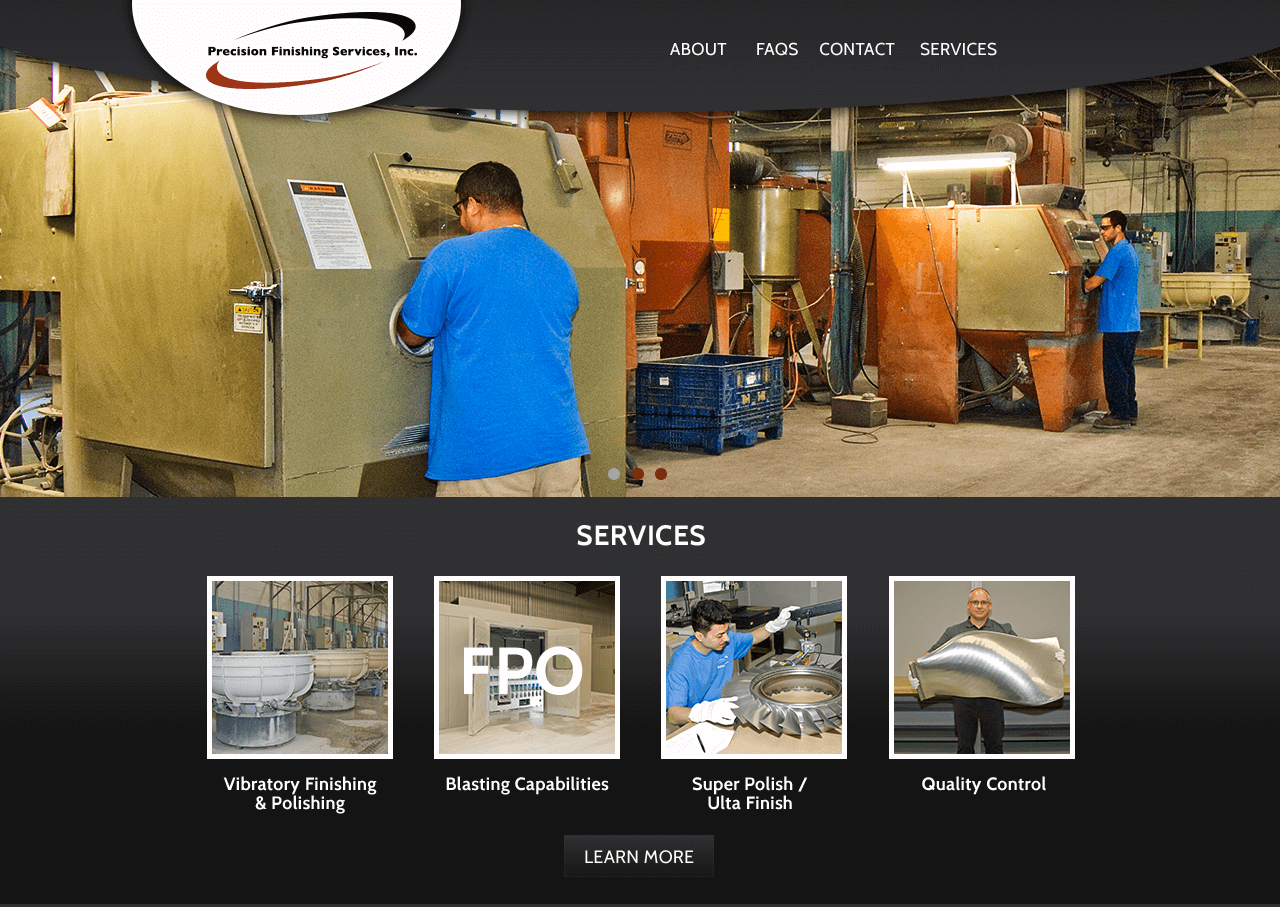 Precision Finishing Services, Inc.
ABOUT FAQS CONTACT SERVICES
WARNING
SERVICES
FPO
Vibratory Finishing
& Polishing
Blasting Capabilities
Super Polish /
Ulta Finish
Quality Control
LEARN MORE